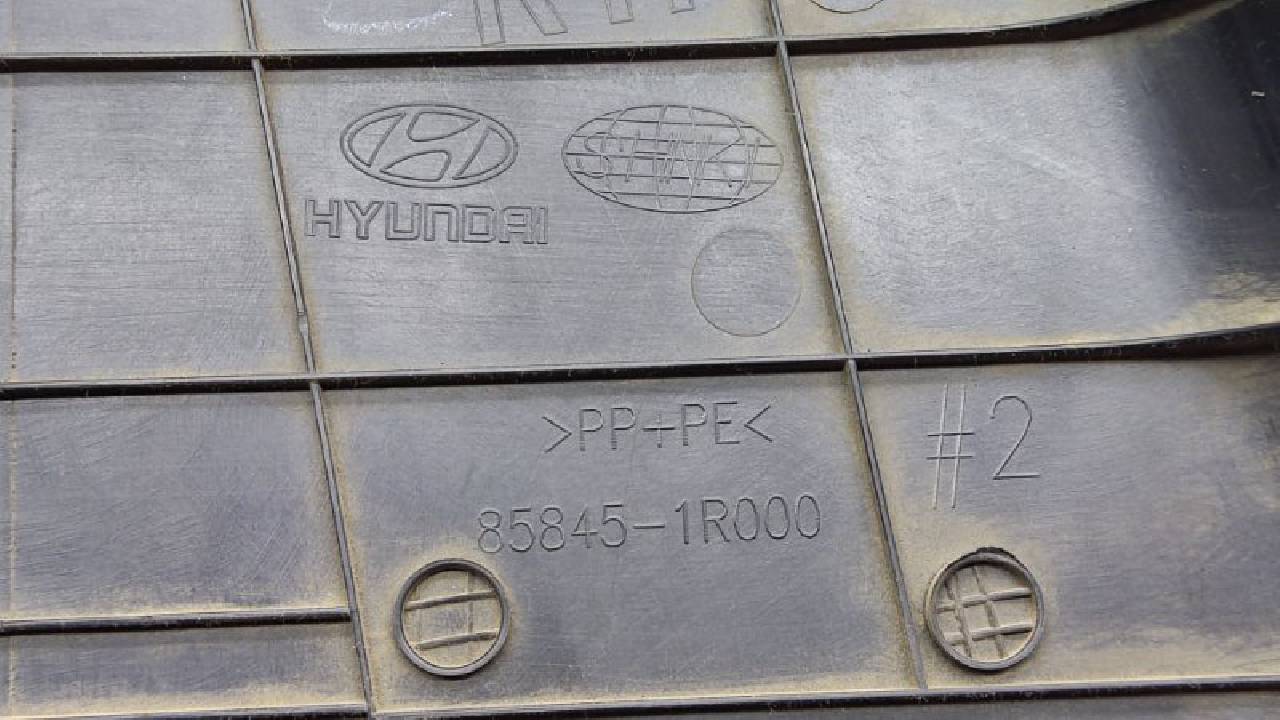 HYUNDAI
>PP+PE<
#2
85845-1R000